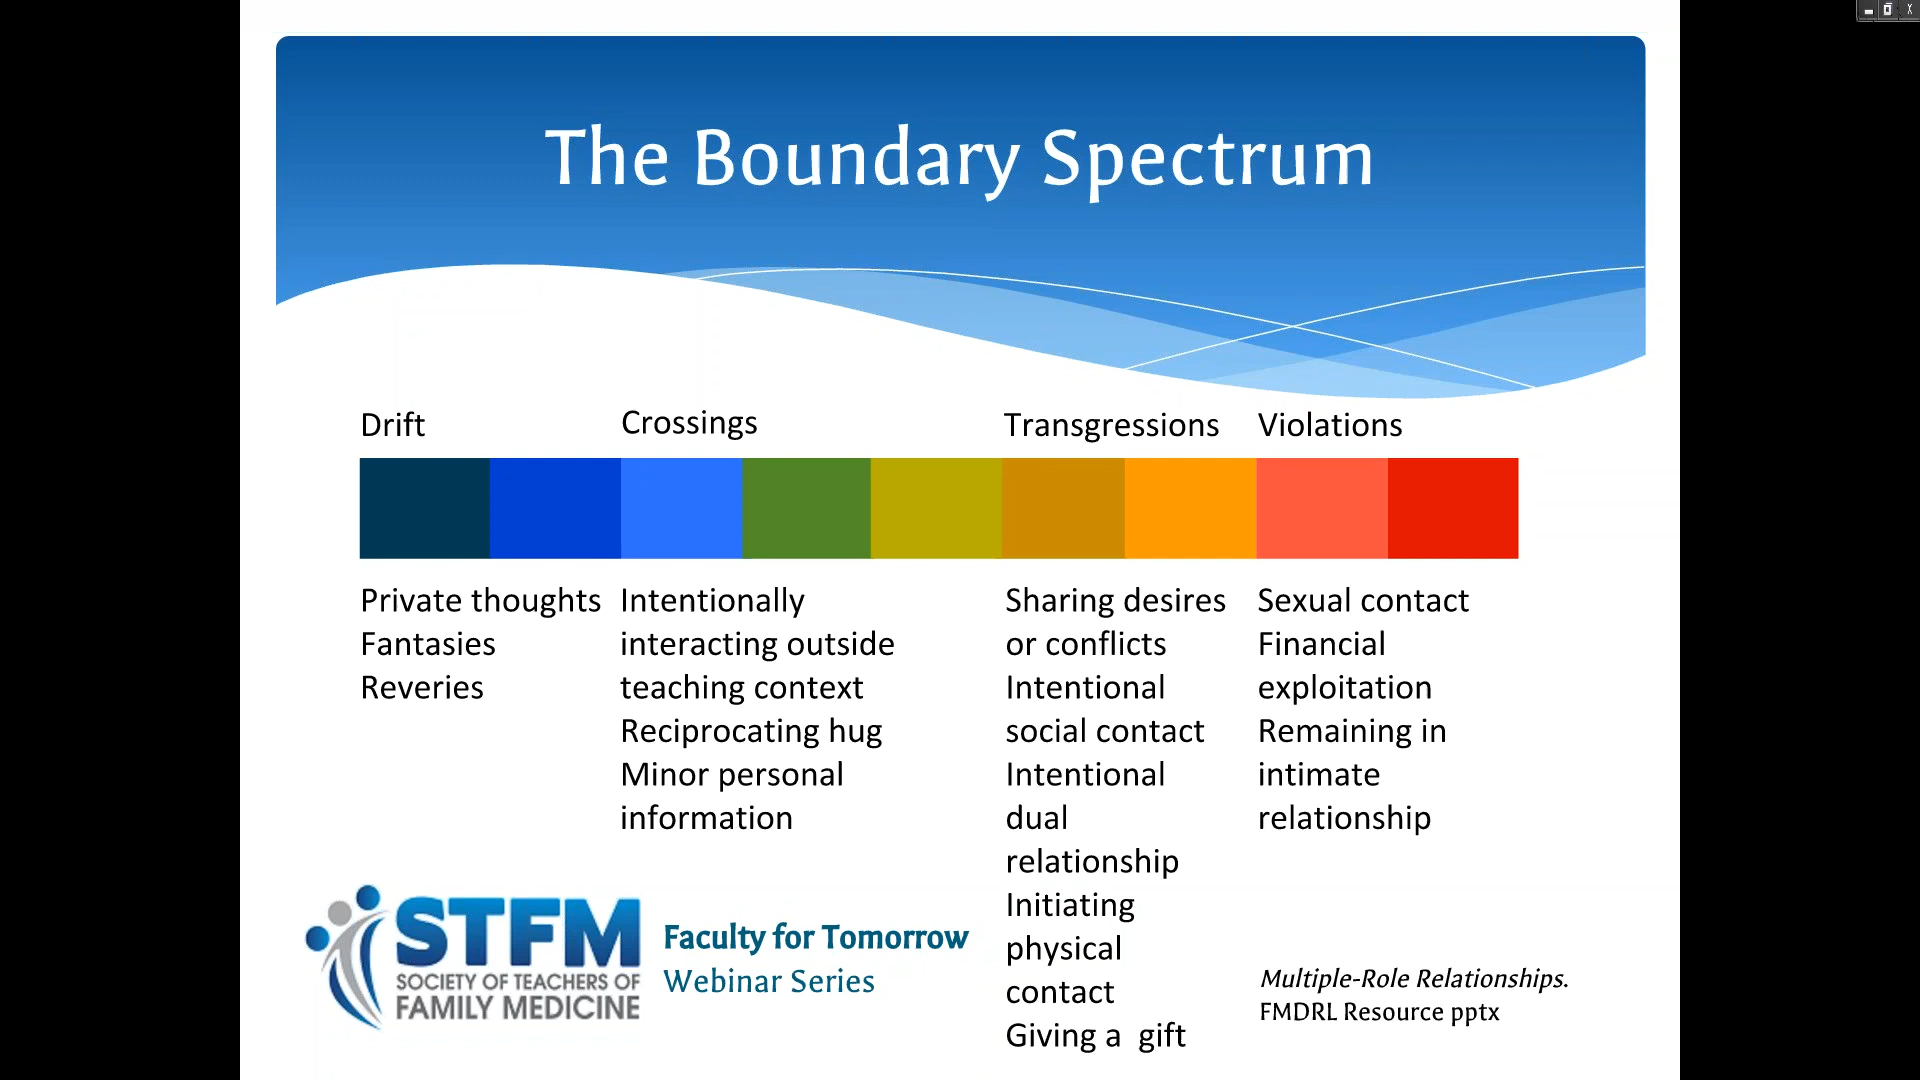 The Boundary Spectrum
Drift
Crossings
Transgressions
Violations
Private thoughts
Fantasies
Reveries
Intentionally
interacting outside
teaching context
Reciprocating hug
Minor personal
information
Sharing desires
or conflicts
Intentional
social contact
Intentional
dual
relationship
Initiating
physical
contact
Giving a  gift
Sexual contact
Financial
exploitation
Remaining in
intimate
relationship
STFM
SOCIETY OF TEACHERS OF
FAMILY MEDICINE
Faculty for Tomorrow
Webinar Series
Multiple-Role Relationships.
FMDRL Resource pptx